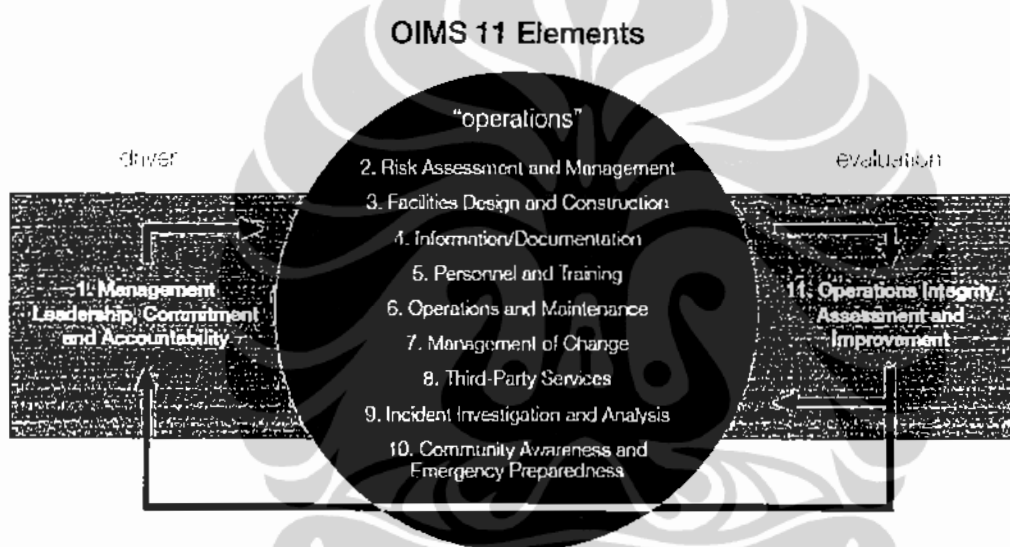 OIMS 11 Elements
"operations"
driver
evaluation
2. Risk Assessment and Management
3. Facilities Design and Construction
4. Information/Documentation
5. Personnel and Training
6. Operations and Maintenance
7. Management of Change
8. Third-Party Services
9. Incident Investigation and Analysis
10. Community Awareness and
Emergency Preparedness
1. Management
Leadership, Commitment
and Accountability
11. Operations Integrity
Assessment and
Improvement